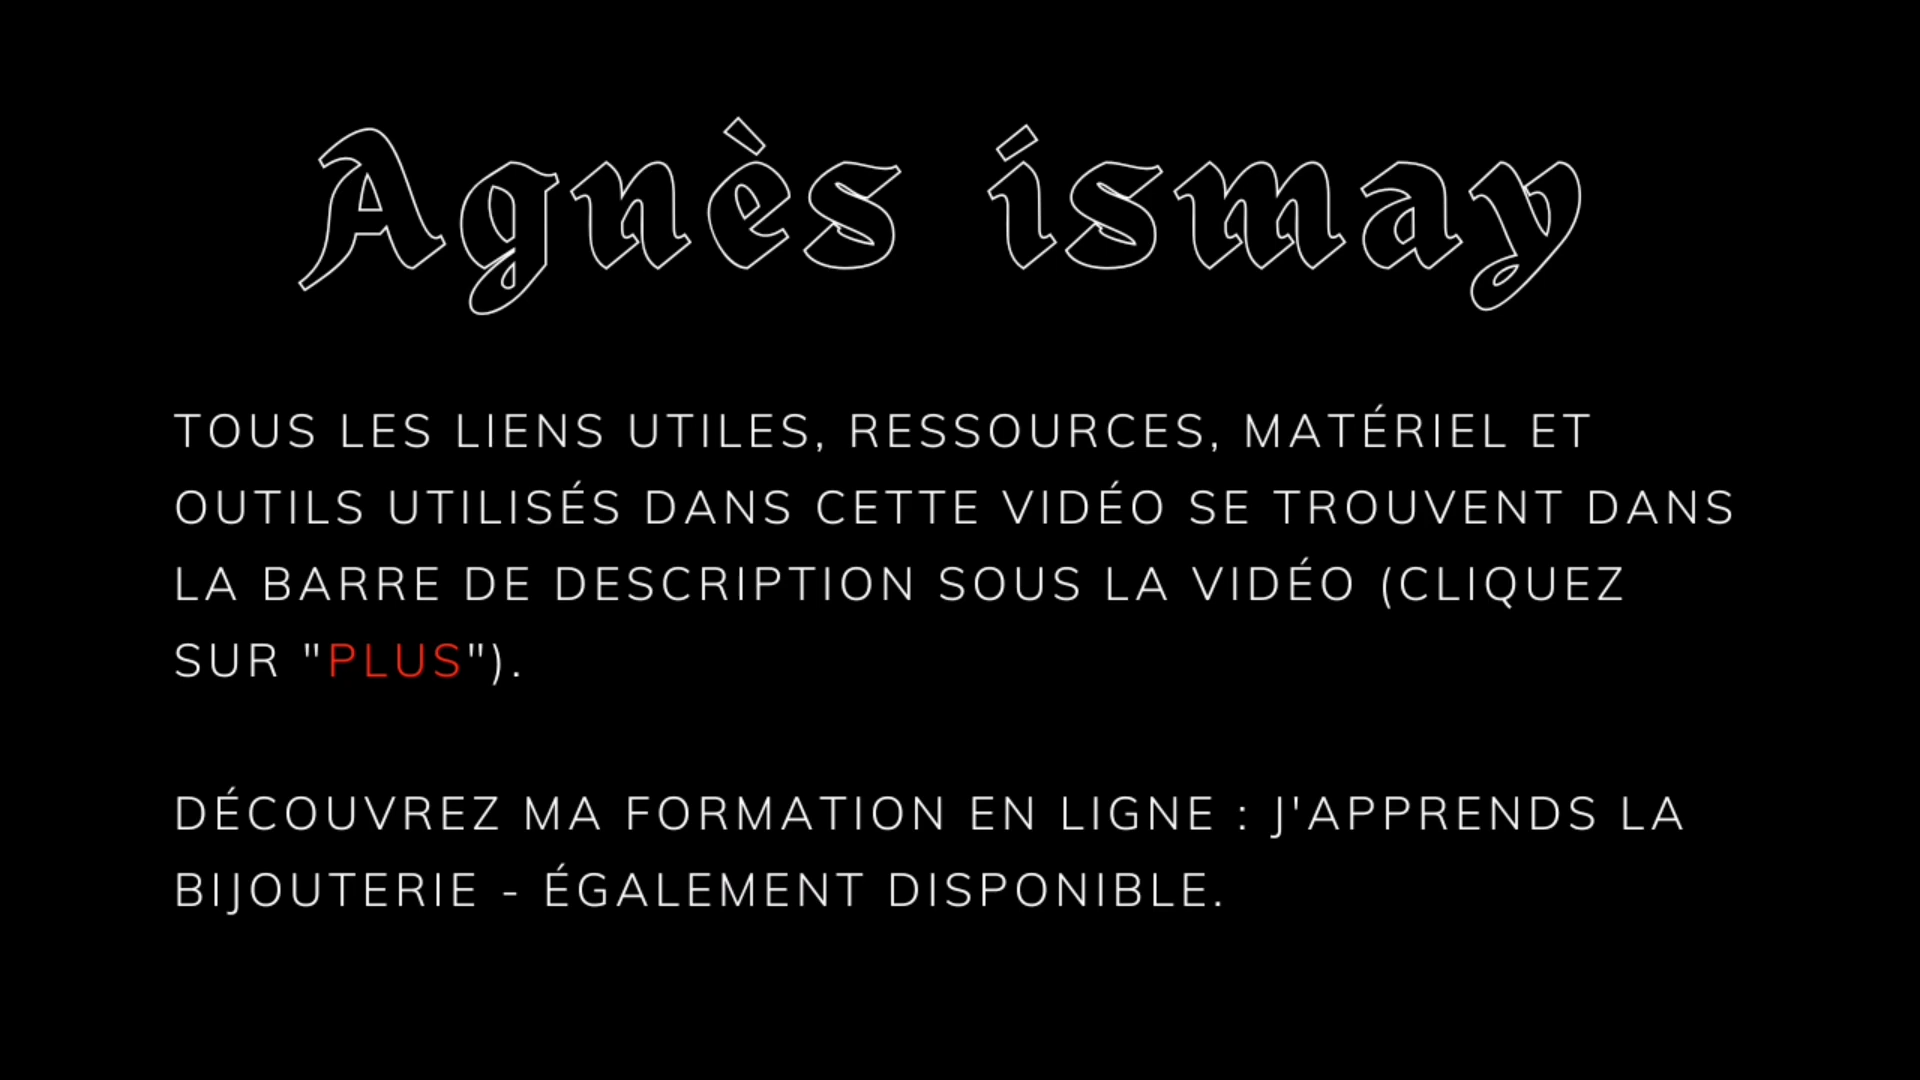 Agnès ismay
TOUS LES LIENS UTILES, RESSOURCES, MATÉRIEL ET
OUTILS UTILISÉS DANS CETTE VIDÉO SE TROUVENT DANS
LA BARRE DE DESCRIPTION SOUS LA VIDÉO (CLIQUEZ
SUR "PLUS").
DÉCOUVREZ MA FORMATION EN LIGNE : J'APPRENDS LA
BIJOUTERIE - ÉGALEMENT DISPONIBLE.